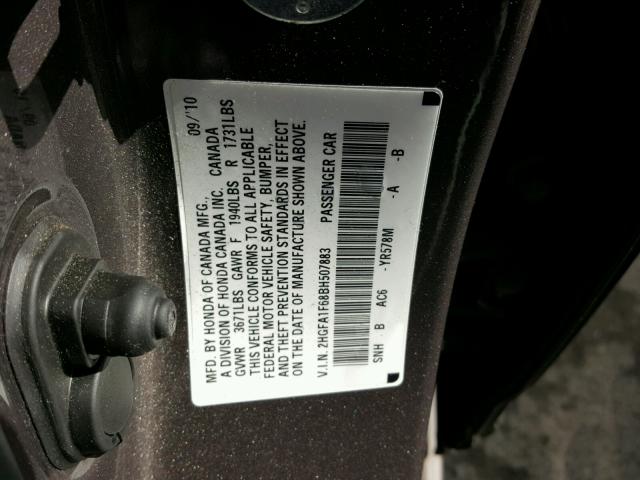 MFD. BY HONDA OF CANADA MFG., 09/'10
A DIVISION OF HONDA CANADA INC. CANADA
GVWR 3671LBS GAWR F 1940LBS R 1731LBS
THIS VEHICLE CONFORMS TO ALL APPLICABLE
FEDERAL MOTOR VEHICLE SAFETY, BUMPER,
AND THEFT PREVENTION STANDARDS IN EFFECT
ON THE DATE OF MANUFACTURE SHOWN ABOVE.
V.I.N. 2HGFA1F68BH507883 PASSENGER CAR
SNH B AC6 -YR578M -A -B